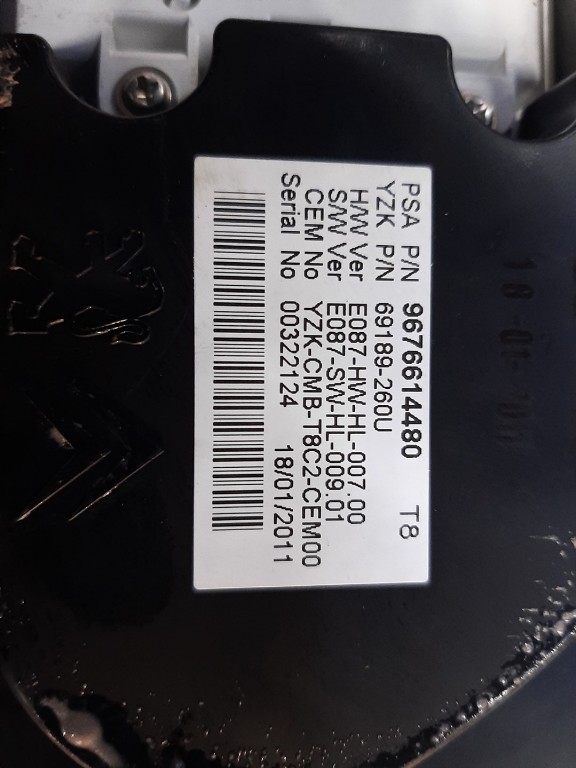 PSA P/N 9676614480 T8
YZK P/N 69189-260U
H/W Ver E087-HW-HL-007.00
S/W Ver E087-SW-HL-009.01
CEM No YZK-CMB-T8C2-CEM00
Serial No 00322124 18/01/2011